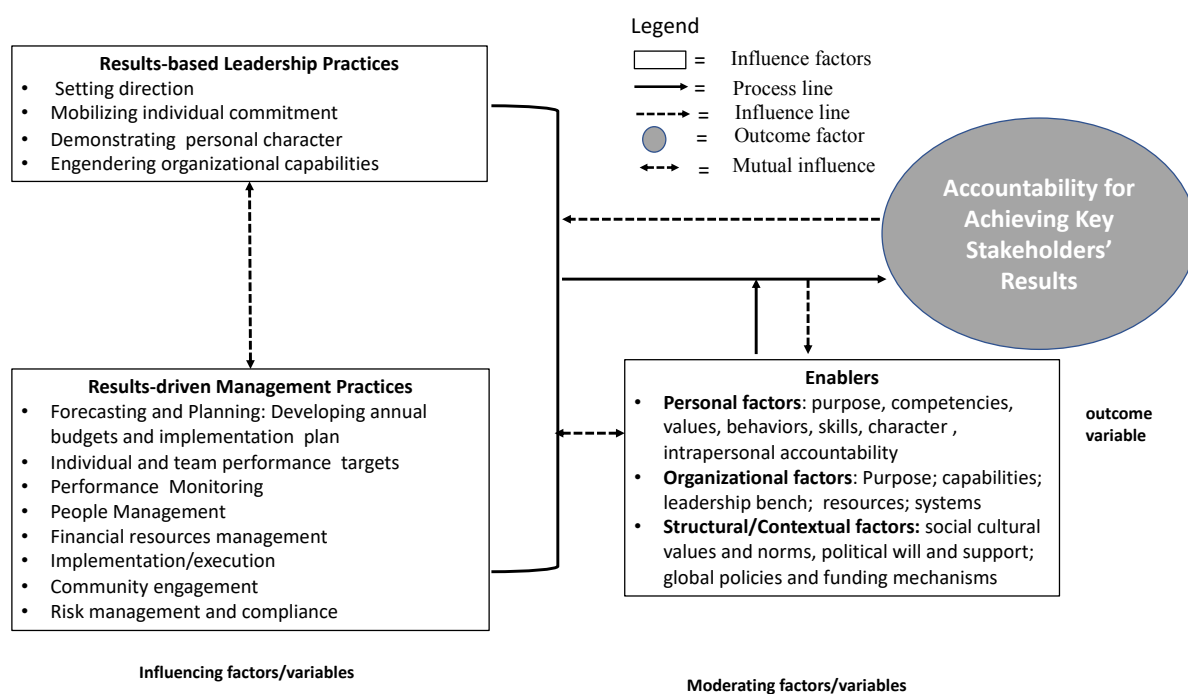 Legend
= Influence factors
= Process line
= Influence line
= Outcome factor
= Mutual influence
Results-based Leadership Practices
• Setting direction
• Mobilizing individual commitment
• Demonstrating personal character
• Engendering organizational capabilities
Accountability for
Achieving Key
Stakeholders’
Results
Results-driven Management Practices
• Forecasting and Planning: Developing annual
budgets and implementation plan
• Individual and team performance targets
• Performance Monitoring
• People Management
• Financial resources management
• Implementation/execution
• Community engagement
• Risk management and compliance
Enablers
• Personal factors: purpose, competencies,
values, behaviors, skills, character ,
intrapersonal accountability
• Organizational factors: Purpose; capabilities;
leadership bench; resources; systems
• Structural/Contextual factors: social cultural
values and norms, political will and support;
global policies and funding mechanisms
outcome
variable
Influencing factors/variables
Moderating factors/variables